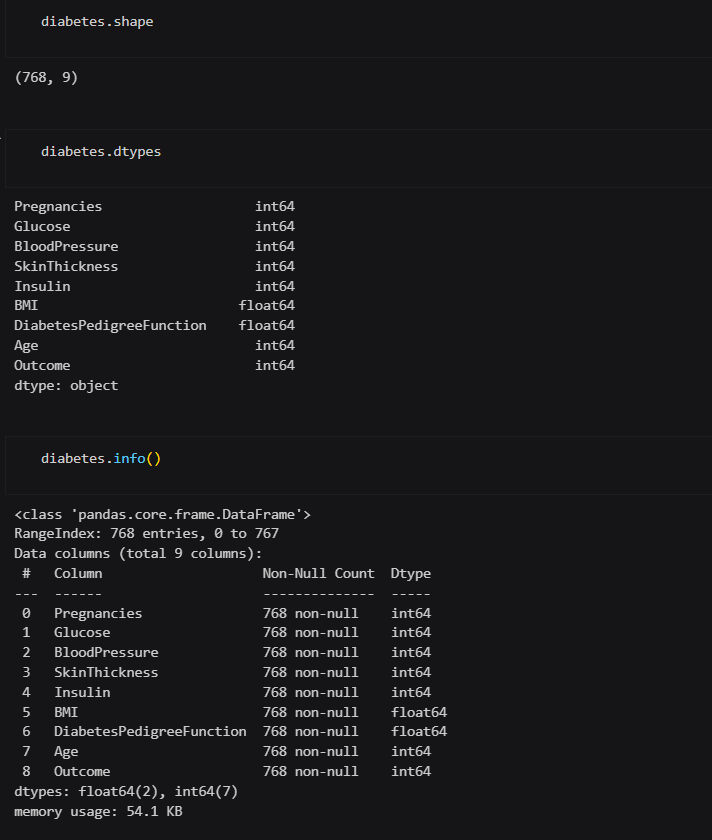 diabetes.shape
(768, 9)
diabetes.dtypes
Pregnancies                   int64
Glucose                       int64
BloodPressure                 int64
SkinThickness                 int64
Insulin                       int64
BMI                         float64
DiabetesPedigreeFunction    float64
Age                           int64
Outcome                       int64
dtype: object
diabetes.info()
<class 'pandas.core.frame.DataFrame'>
RangeIndex: 768 entries, 0 to 767
Data columns (total 9 columns):
 #   Column                    Non-Null Count  Dtype
---  ------                    --------------  -----
 0   Pregnancies               768 non-null    int64
 1   Glucose                   768 non-null    int64
 2   BloodPressure             768 non-null    int64
 3   SkinThickness             768 non-null    int64
 4   Insulin                   768 non-null    int64
 5   BMI                       768 non-null    float64
 6   DiabetesPedigreeFunction  768 non-null    float64
 7   Age                       768 non-null    int64
 8   Outcome                   768 non-null    int64
dtypes: float64(2), int64(7)
memory usage: 54.1 KB